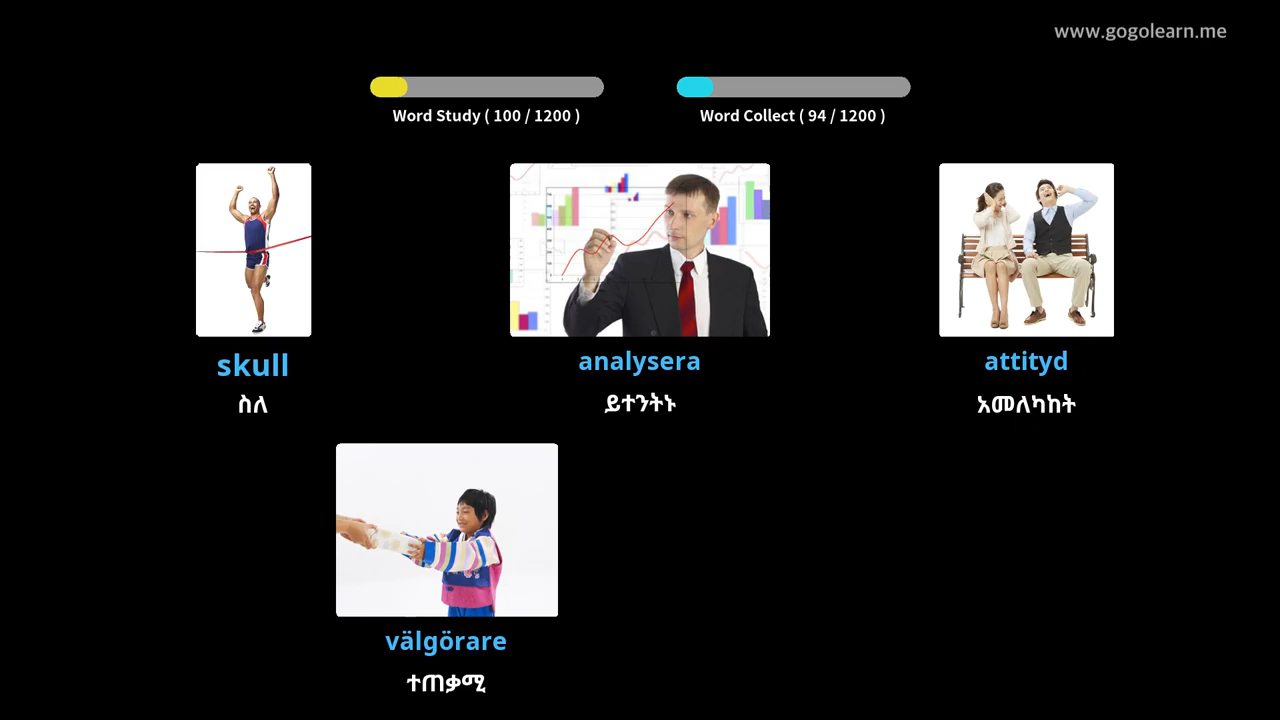 www.gogolearn.me
Word Study ( 100 / 1200 )
Word Collect ( 94 / 1200 )
skull
ስለ
analysera
ይተንትኑ
attityd
አመለካከት
välgörare
ተጠቃሚ